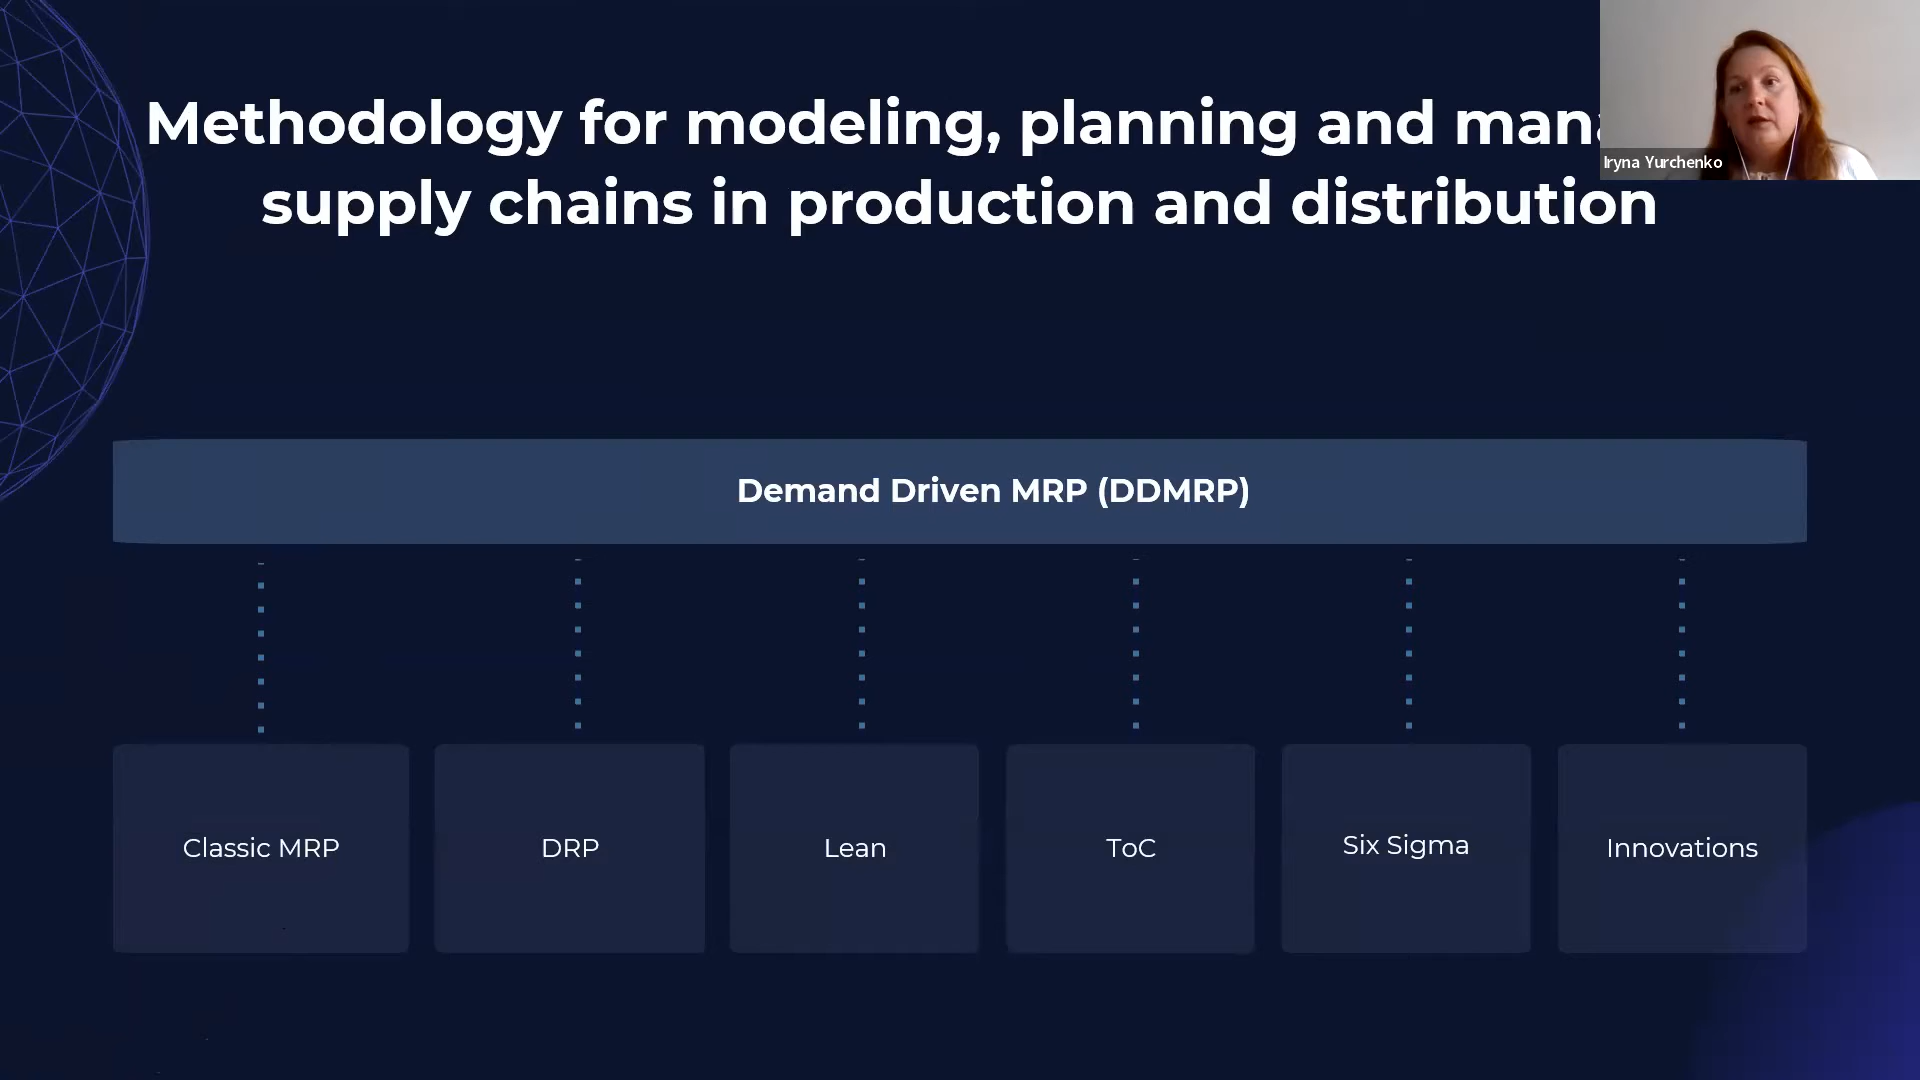 Methodology for modeling, planning and
supply chains in production and distribution
Iryna Yurchenko
Demand Driven MRP (DDMRP)
Classic MRP
DRP
Lean
ToC
Six Sigma
Innovations